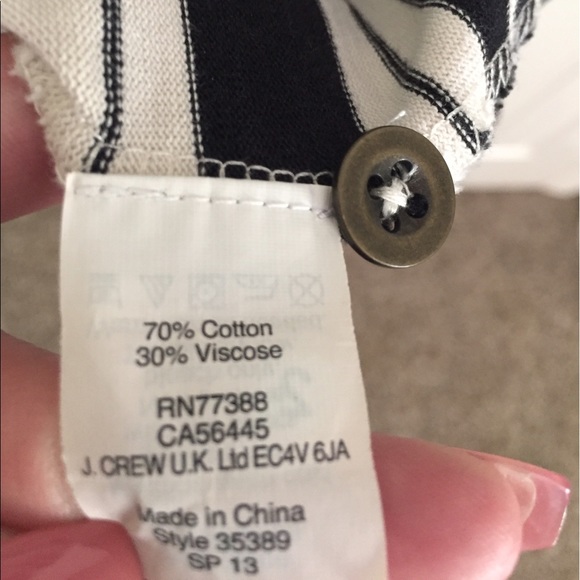 70% Cotton
30% Viscose
RN77388
CA56445
J. CREW U.K. Ltd EC4V 6JA
Made in China
Style 35389
SP 13